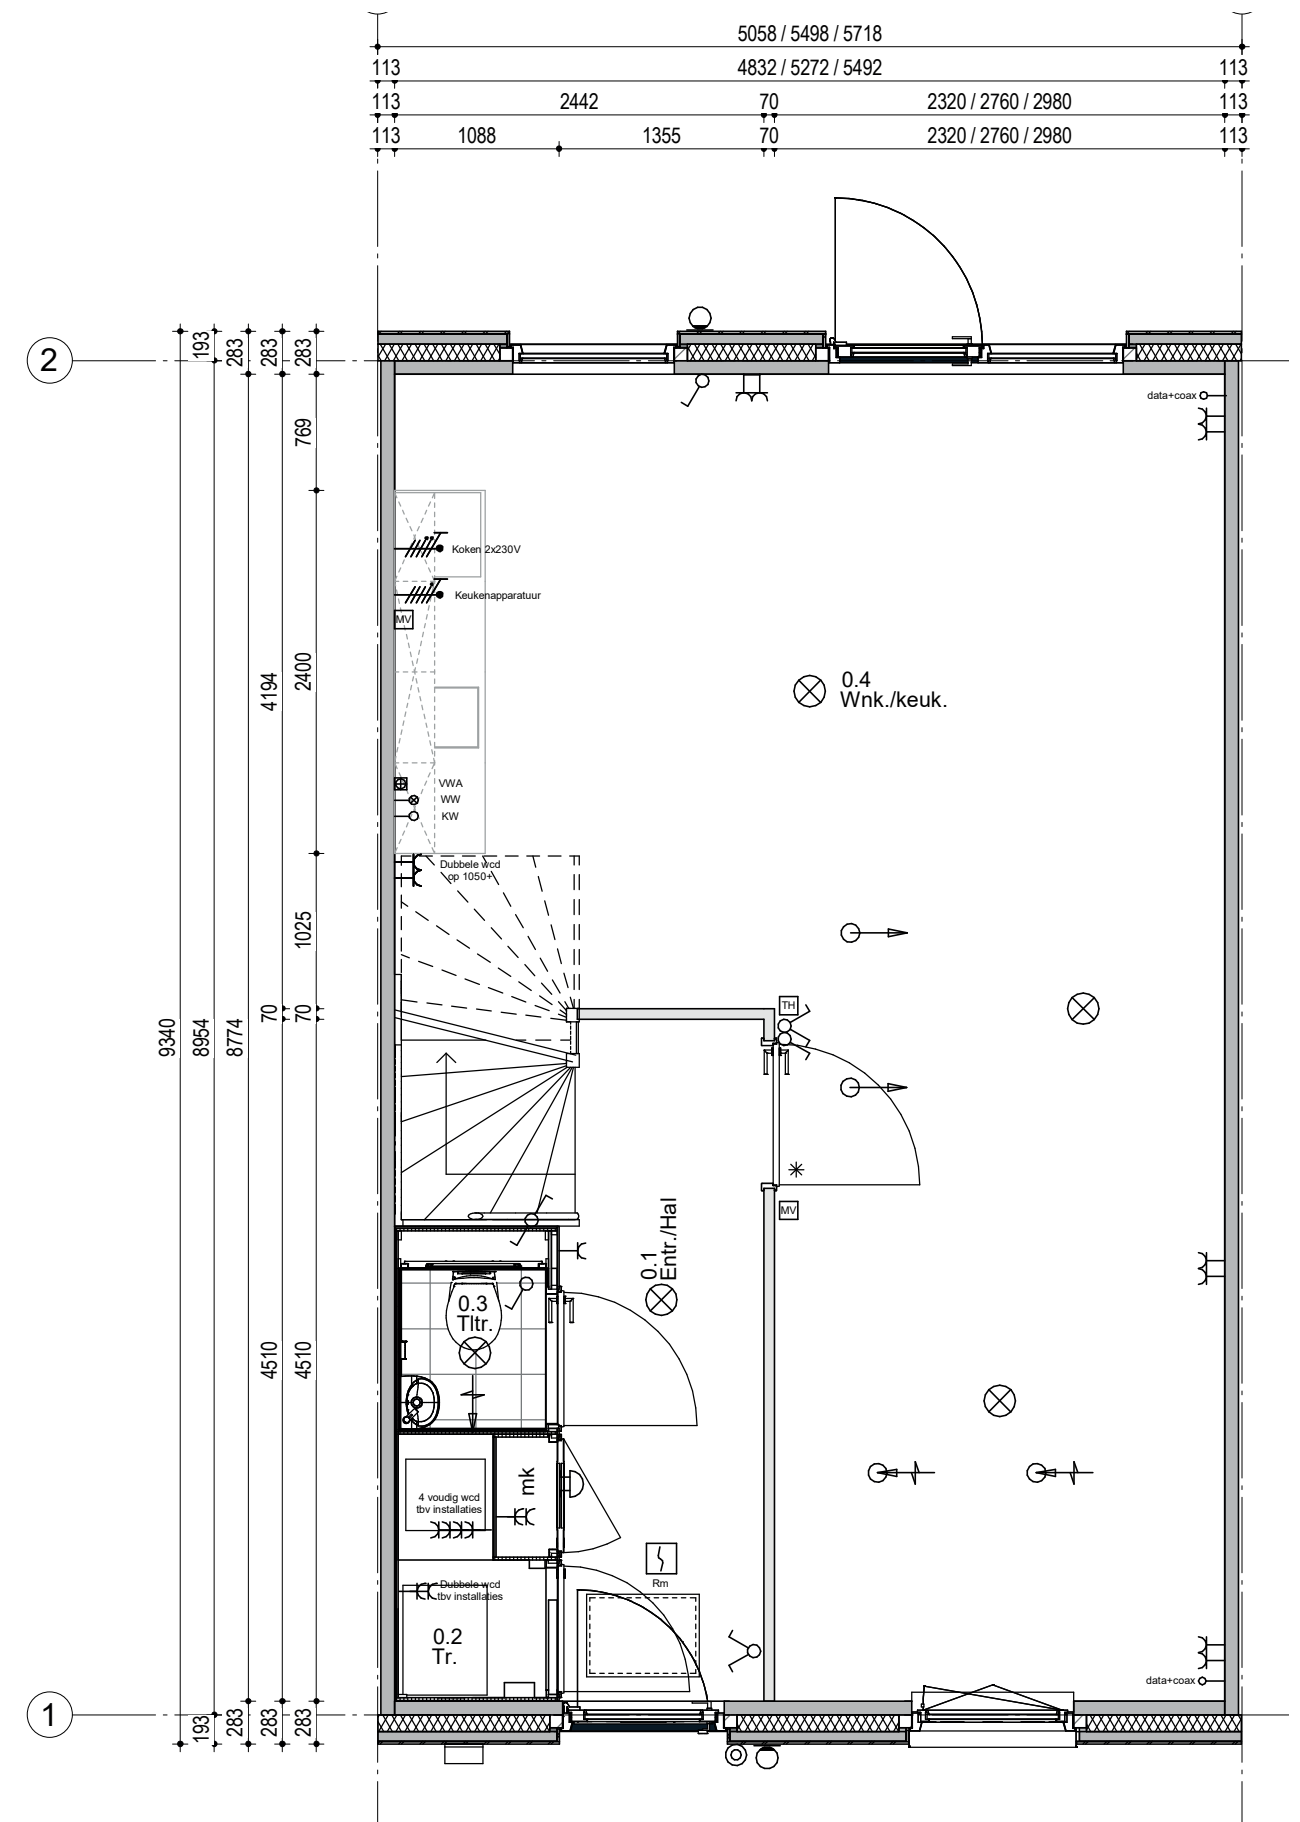 5058 / 5498 / 5718
113 4832 / 5272 / 5492 113
113 2442 70 2320 / 2760 / 2980 113
113 1088 1355 70 2320 / 2760 / 2980 113
2
193
283
283
283
data+coax
769
Koken 2x230V
Keukenapparatuur
MV
2400
4194
0.4
Wnk./keuk.
VWA
WW
KW
Dubbele wcd
op 1050+
1025
70
70
TH
9340
8954
8774
MV
0.1
Entr./Hal
0.3
Tltr.
4510
4510
mk
4 voudig wcd
tbv installaties
Rm
Dubbele wcd
tbv installaties
0.2
Tr.
data+coax
1
193
283
283
283